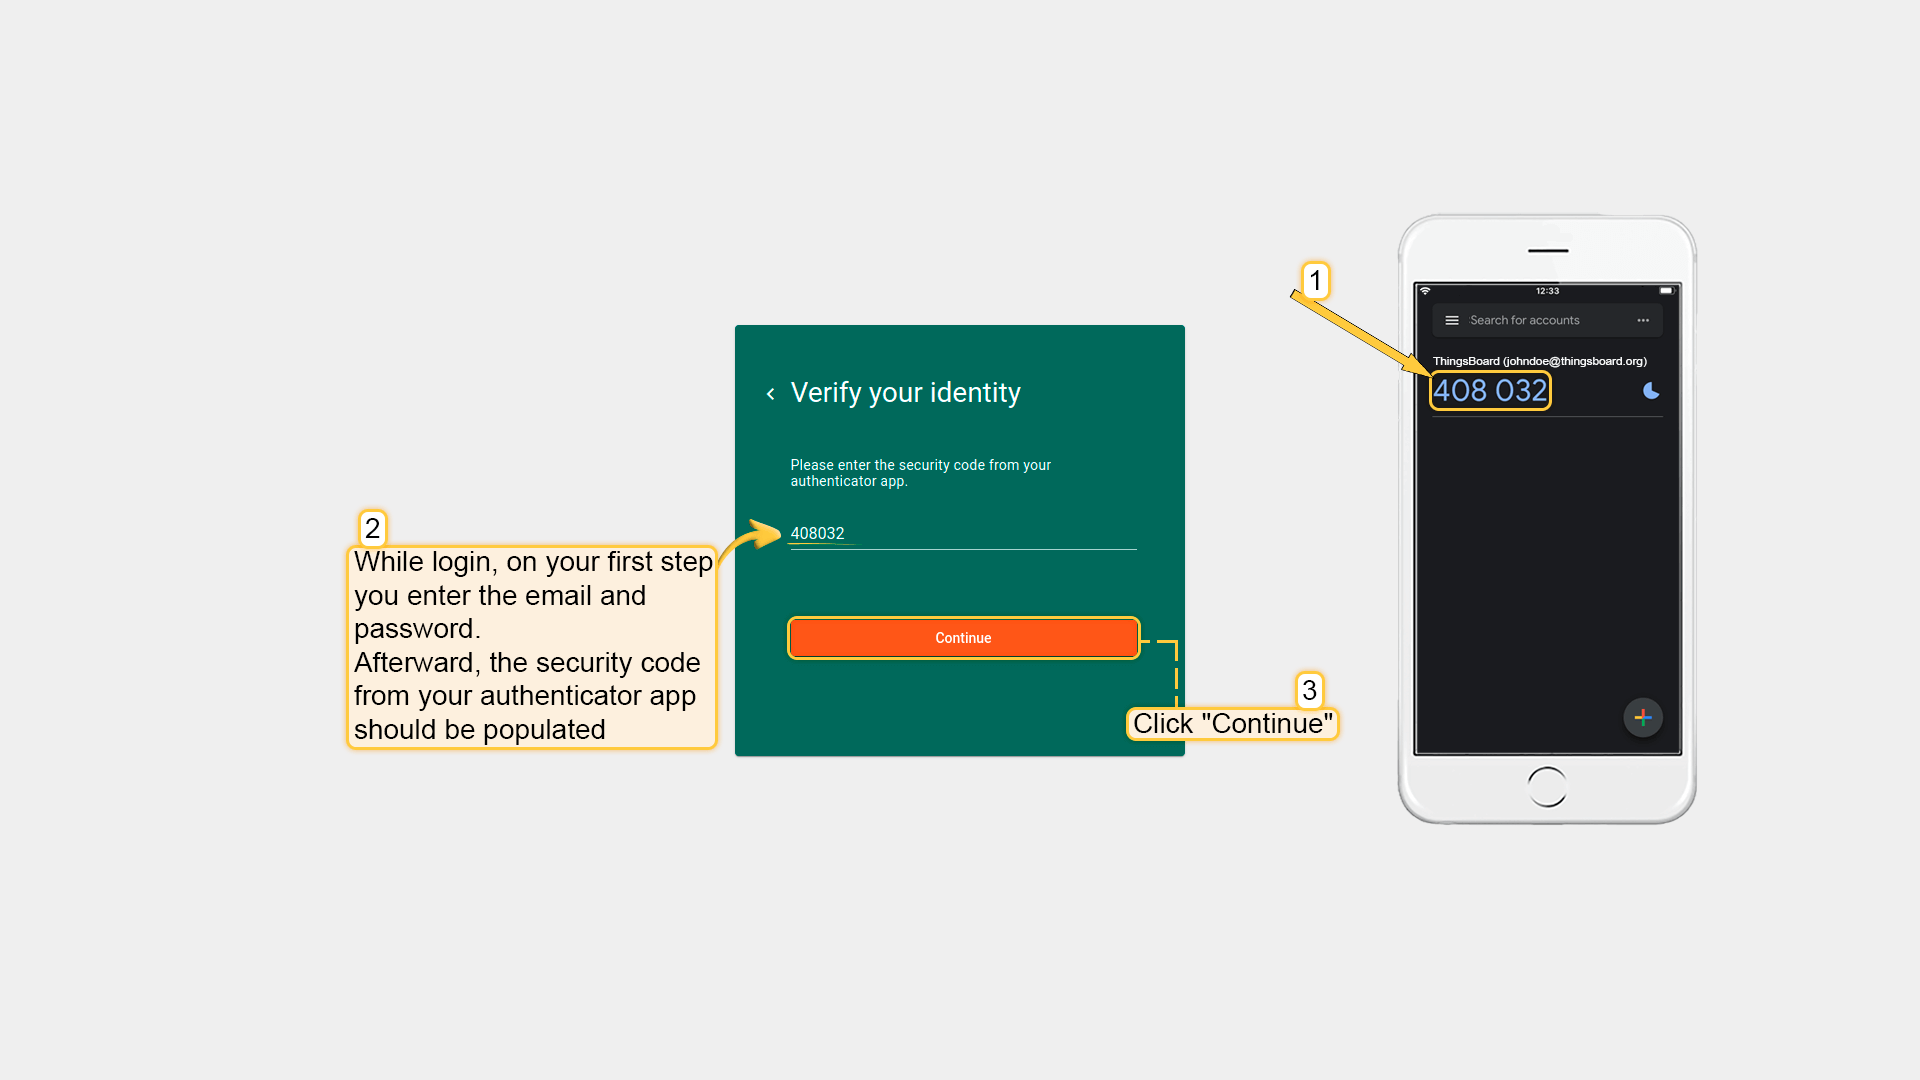 1
12:33
Search for accounts
ThingsBoard (johndoe@thingsboard.org)
408 032
Verify your identity
Please enter the security code from your
authenticator app.
408032
Continue
2
While login, on your first step
you enter the email and
password.
Afterward, the security code
from your authenticator app
should be populated
3
Click "Continue"